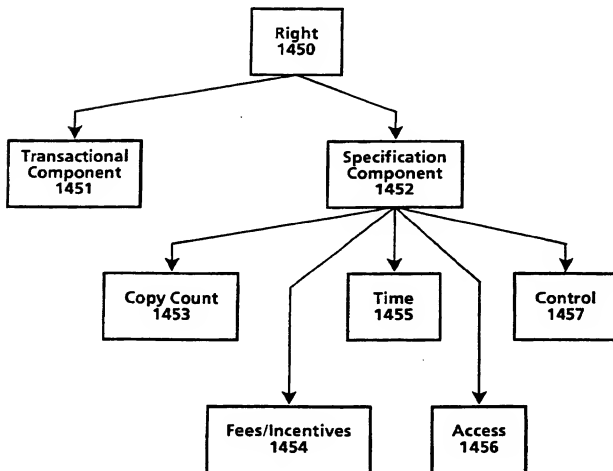 Right
1450
Transactional
Component
1451
Specification
Component
1452
Copy Count
1453
Time
1455
Control
1457
Fees/Incentives
1454
Access
1456